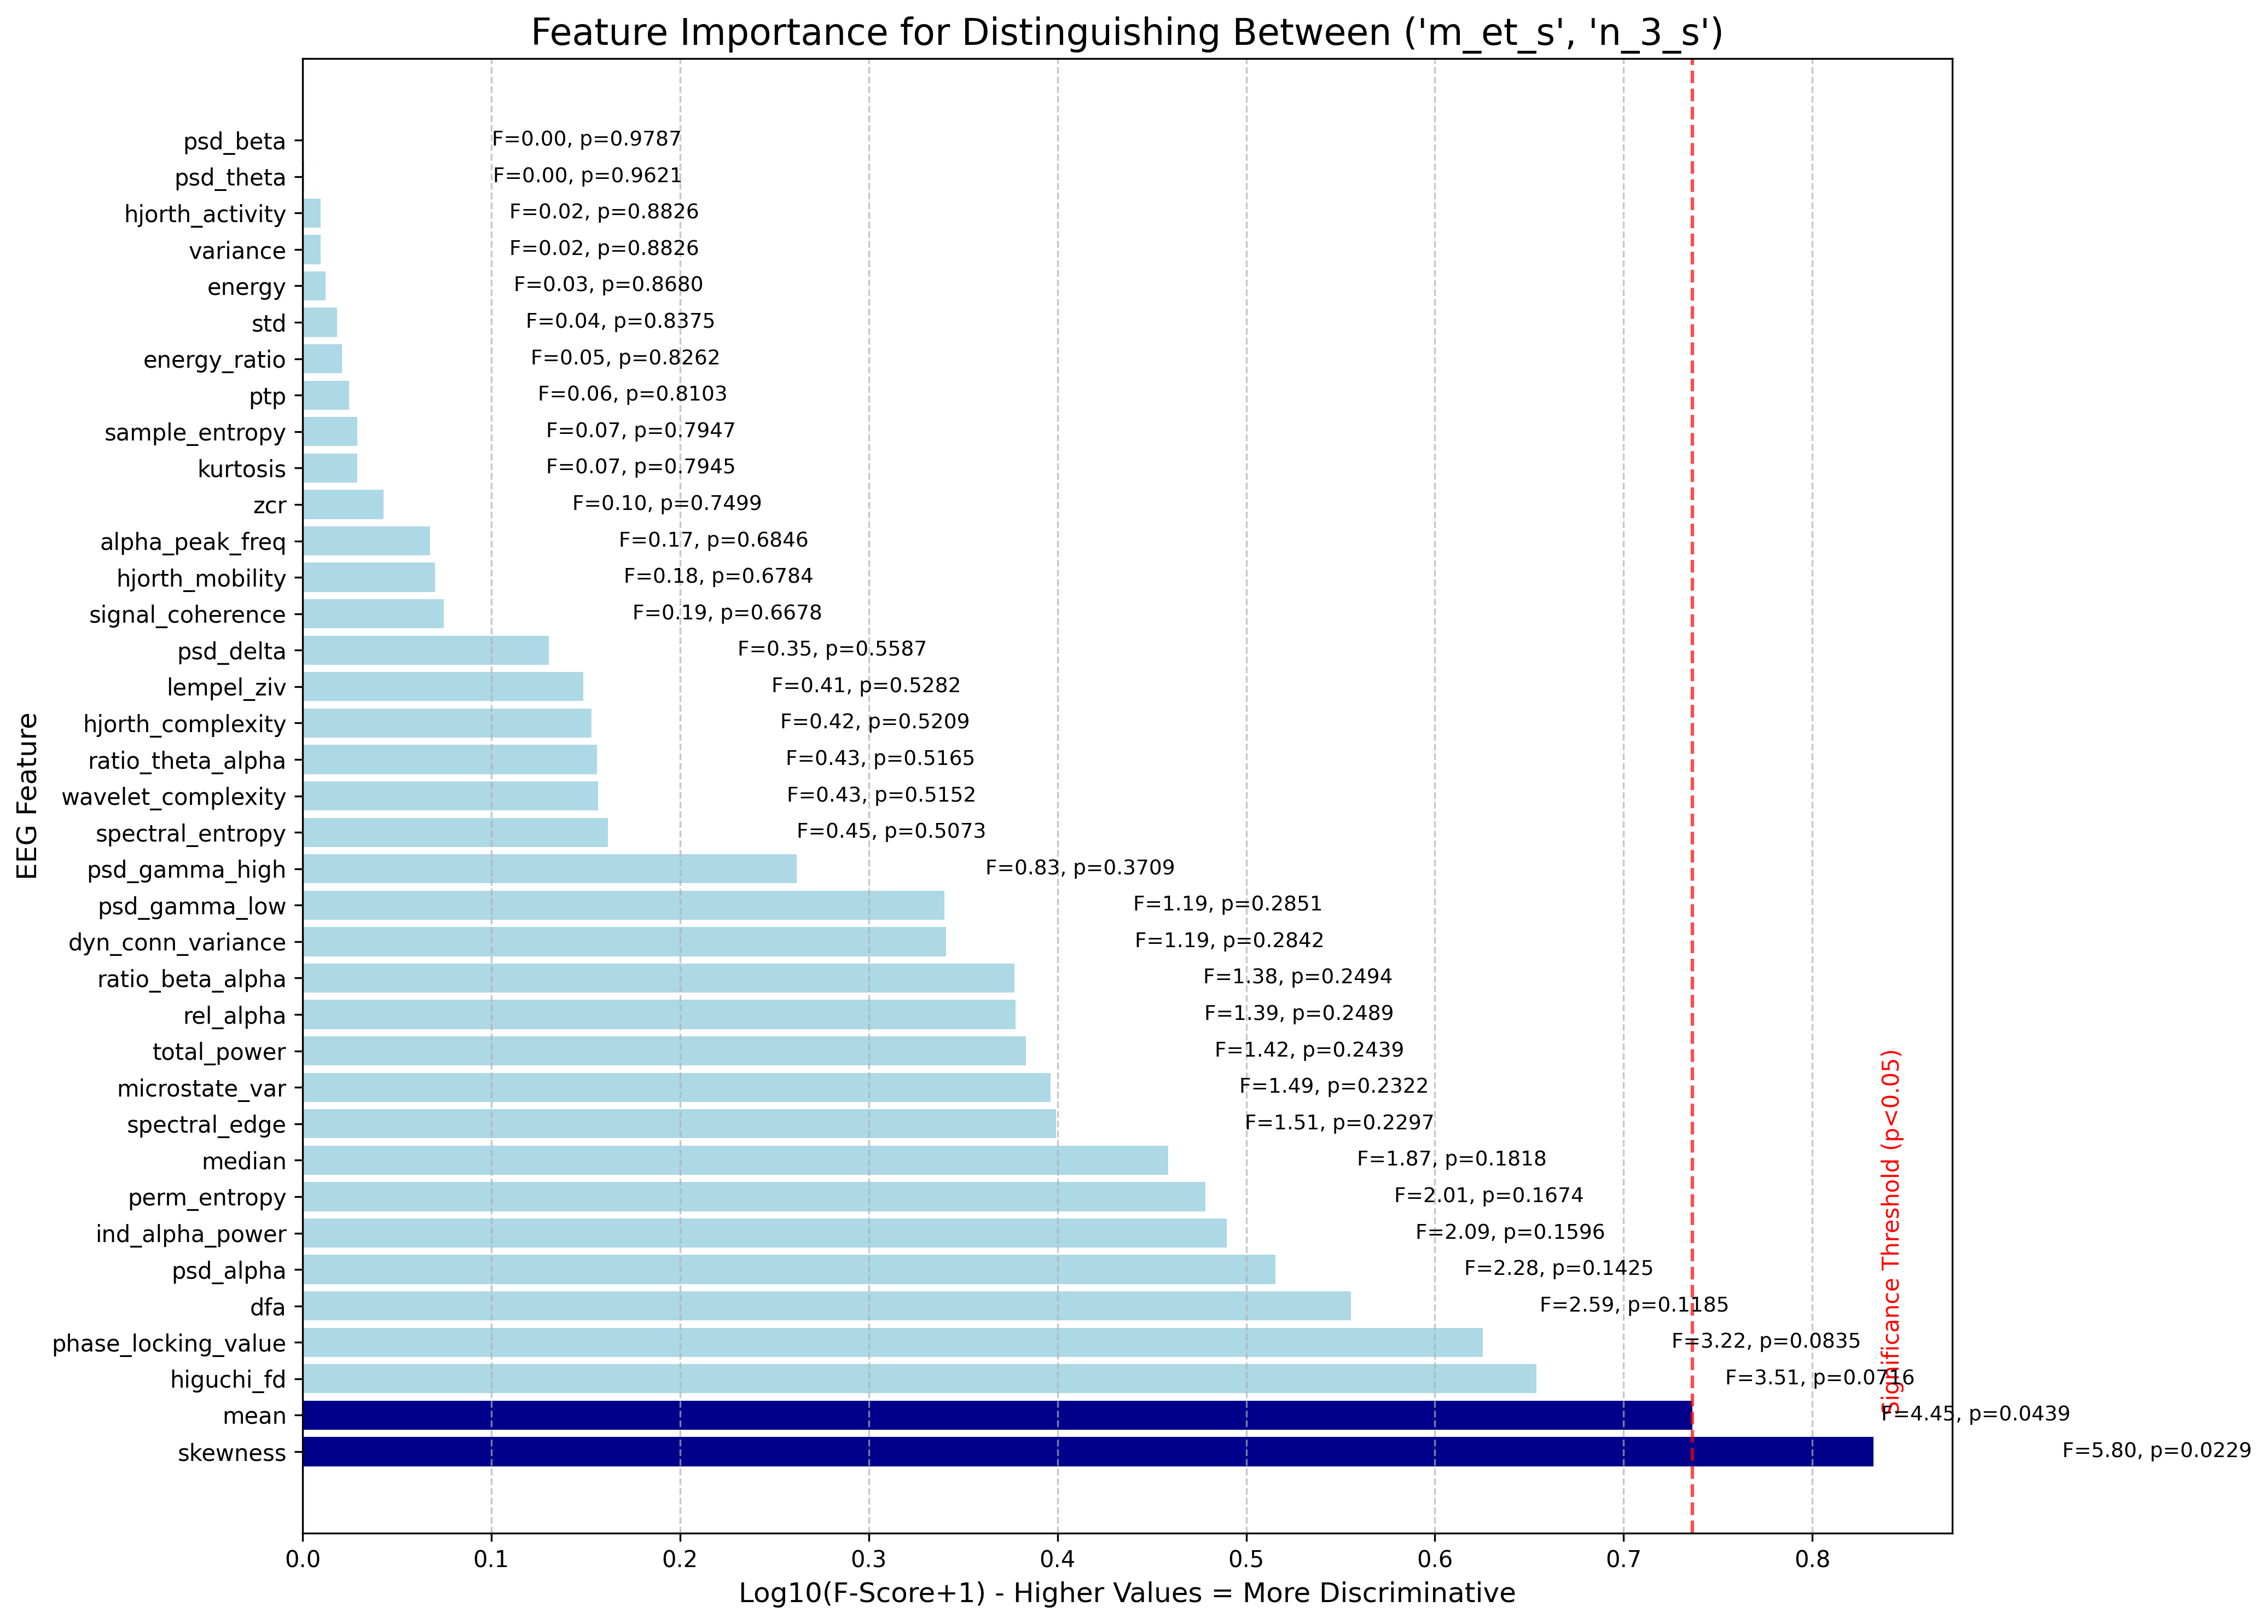 Feature Importance for Distinguishing Between ('m_et_s', 'n_3_s')
EEG Feature
psd_beta F=0.00, p=0.9787
psd_theta F=0.00, p=0.9621
hjorth_activity F=0.02, p=0.8826
variance F=0.02, p=0.8826
energy F=0.03, p=0.8680
std F=0.04, p=0.8375
energy_ratio F=0.05, p=0.8262
ptp F=0.06, p=0.8103
sample_entropy F=0.07, p=0.7947
kurtosis F=0.07, p=0.7945
zcr F=0.10, p=0.7499
alpha_peak_freq F=0.17, p=0.6846
hjorth_mobility F=0.18, p=0.6784
signal_coherence F=0.19, p=0.6678
psd_delta F=0.35, p=0.5587
lempel_ziv F=0.41, p=0.5282
hjorth_complexity F=0.42, p=0.5209
ratio_theta_alpha F=0.43, p=0.5165
wavelet_complexity F=0.43, p=0.5152
spectral_entropy F=0.45, p=0.5073
psd_gamma_high F=0.83, p=0.3709
psd_gamma_low F=1.19, p=0.2851
dyn_conn_variance F=1.19, p=0.2842
ratio_beta_alpha F=1.38, p=0.2494
rel_alpha F=1.39, p=0.2489
total_power F=1.42, p=0.2439
microstate_var F=1.49, p=0.2322
spectral_edge F=1.51, p=0.2297
median F=1.87, p=0.1818
perm_entropy F=2.01, p=0.1674
ind_alpha_power F=2.09, p=0.1596
psd_alpha F=2.28, p=0.1425
dfa F=2.59, p=0.1185
phase_locking_value F=3.22, p=0.0835
higuchi_fd F=3.51, p=0.0716
mean F=4.45, p=0.0439
skewness F=5.80, p=0.0229
Significance Threshold (p<0.05)
0.0 0.1 0.2 0.3 0.4 0.5 0.6 0.7 0.8
Log10(F-Score+1) - Higher Values = More Discriminative